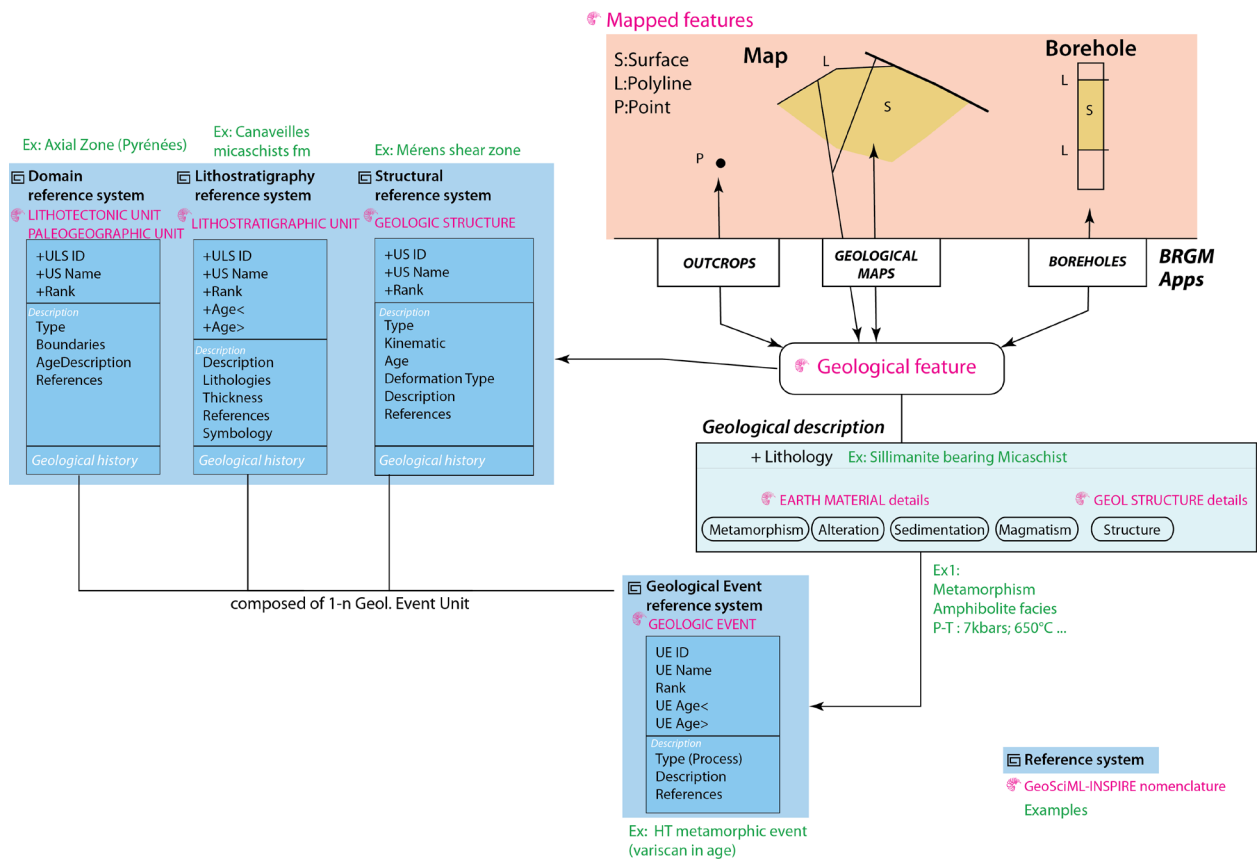 Mapped features
S:Surface
L:Polyline
P:Point
Map
L
S
P
Borehole
L
S
L
OUTCROPS
GEOLOGICAL
MAPS
BOREHOLES
BRGM
Apps
Ex: Axial Zone (Pyrénées)
Ex: Canaveilles
micaschists fm
Ex: Mérens shear zone
Domain
reference system
LITHOTECTONIC UNIT
PALEOGEOGRAPHIC UNIT
+ULS ID
+US Name
+Rank
Description
Type
Boundaries
AgeDescription
References
Geological history
Lithostratigraphy
reference system
LITHOSTRATIGRAPHIC UNIT
+ULS ID
+US Name
+Rank
+Age<
+Age>
Description
Description
Lithologies
Thickness
References
Symbology
Geological history
Structural
reference system
GEOLOGIC STRUCTURE
+US ID
+US Name
+Rank
Description
Type
Kinematic
Age
Deformation Type
Description
References
Geological history
Geological feature
Geological description
+ Lithology Ex: Sillimanite bearing Micaschist
EARTH MATERIAL details
GEOL STRUCTURE details
Metamorphism
Alteration
Sedimentation
Magmatism
Structure
Ex1:
Metamorphism
Amphibolite facies
P-T : 7kbars; 650°C ...
composed of 1-n Geol. Event Unit
Geological Event
reference system
GEOLOGIC EVENT
UE ID
UE Name
Rank
UE Age<
UE Age>
Description
Type (Process)
Description
References
Ex: HT metamorphic event
(variscan in age)
Reference system
GeoSciML-INSPIRE nomenclature
Examples